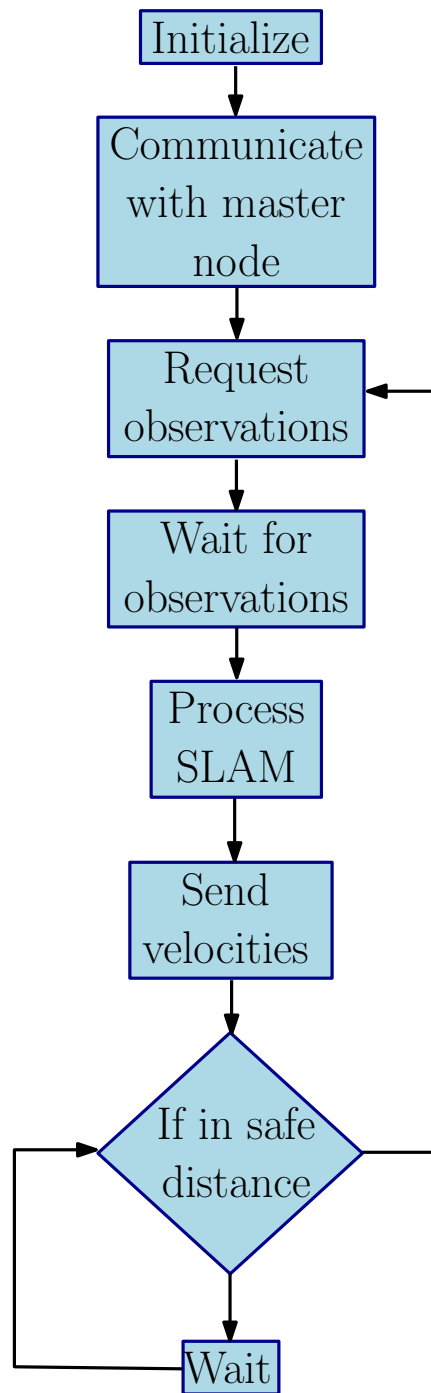 Initialize
Communicate
with master
node
Request
observations
Wait for
observations
Process
SLAM
Send
velocities
If in safe
distance
Wait